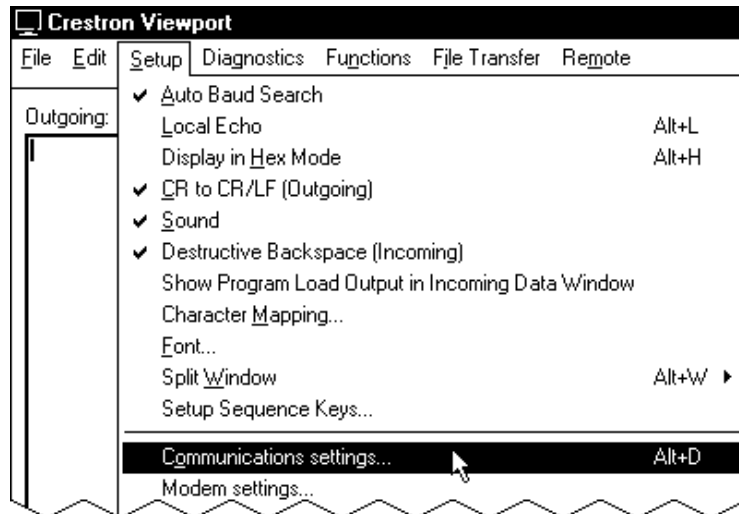 Crestron Viewport
File Edit Setup Diagnostics Functions File Transfer Remote
Outgoing:
Auto Baud Search
Local Echo Alt+L
Display in Hex Mode Alt+H
CR to CR/LF (Outgoing)
Sound
Destructive Backspace (Incoming)
Show Program Load Output in Incoming Data Window
Character Mapping...
Font...
Split Window Alt+W
Setup Sequence Keys...
Communications settings... Alt+D
Modem settings...